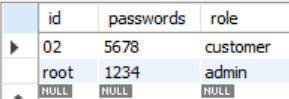 id passwords role
02 5678 customer
root 1234 admin
NULL NULL NULL